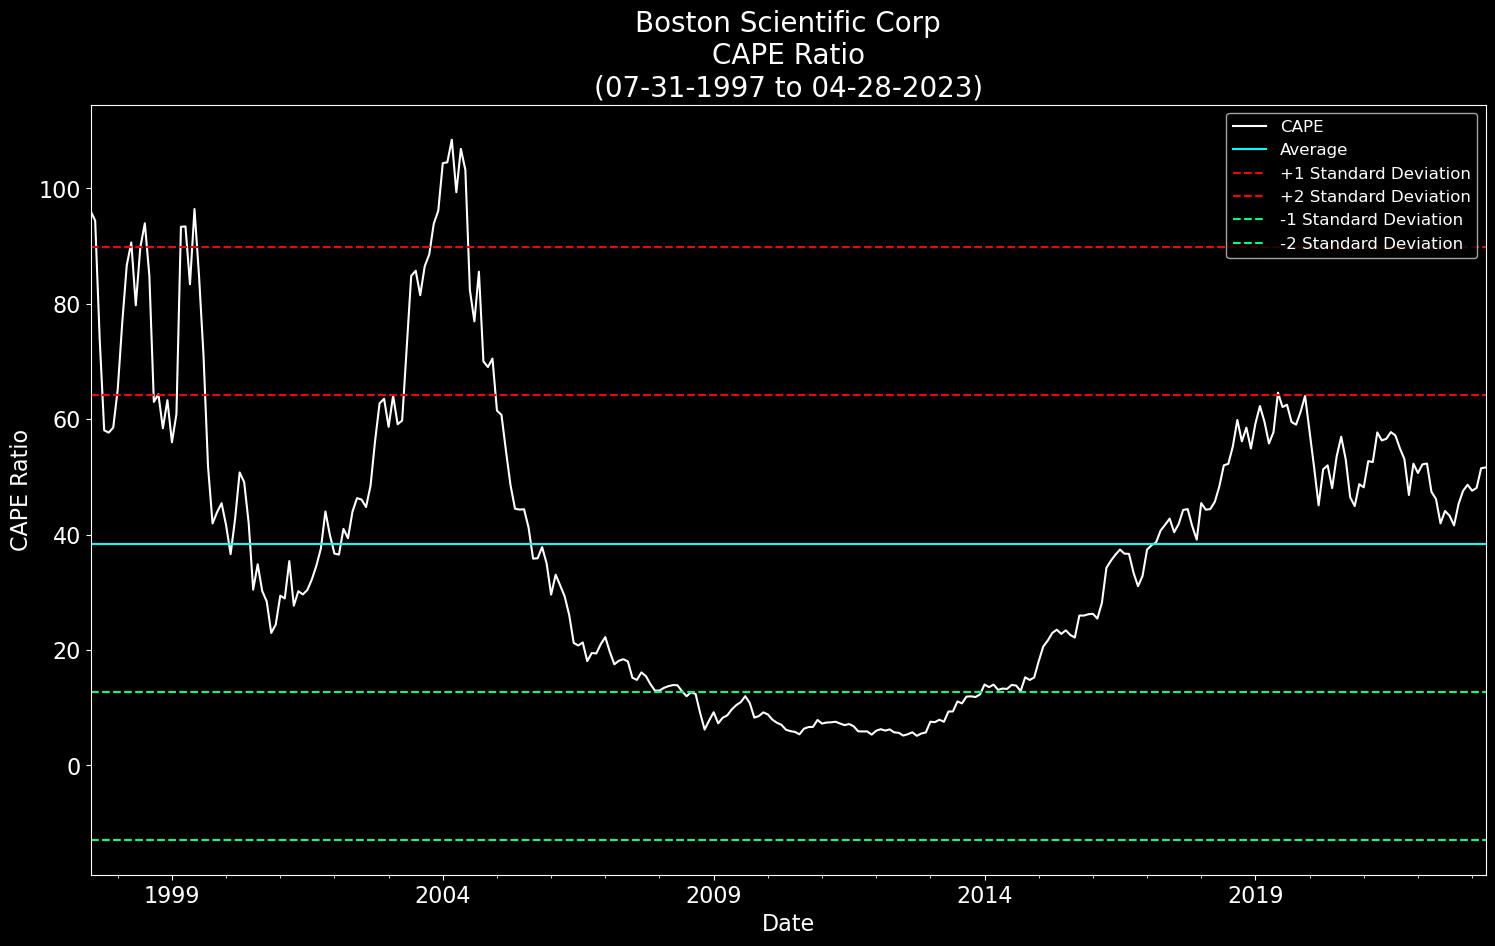 Boston Scientific Corp
CAPE Ratio
(07-31-1997 to 04-28-2023)
CAPE
Average
+1 Standard Deviation
+2 Standard Deviation
-1 Standard Deviation
-2 Standard Deviation
CAPE Ratio
100
80
60
40
20
0
1999
2004
2009
2014
2019
Date